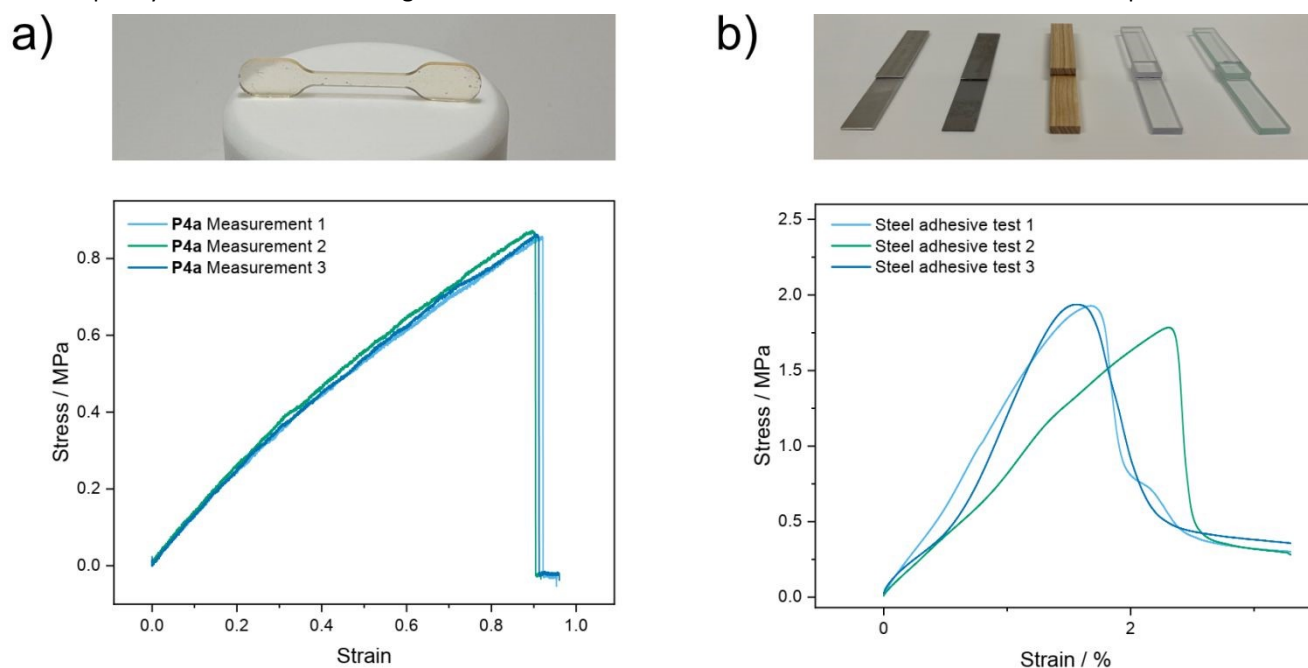 a)
b)
P4a Measurement 1
P4a Measurement 2
P4a Measurement 3
0.8
0.6
0.4
0.2
0.0
Stress / MPa
0.0 0.2 0.4 0.6 0.8 1.0
Strain
Steel adhesive test 1
Steel adhesive test 2
Steel adhesive test 3
2.5
2.0
1.5
1.0
0.5
0.0
Stress / MPa
0 2
Strain / %